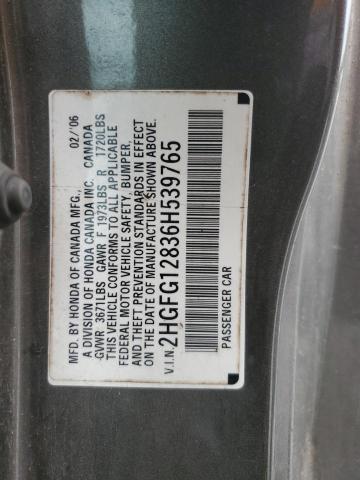 MFD. BY HONDA OF CANADA MFG., 02/'06
A DIVISION OF HONDA CANADA INC. CANADA
GVWR 3671LBS GAWR F 1973LBS R 1720LBS
THIS VEHICLE CONFORMS TO ALL APPLICABLE
FEDERAL MOTOR VEHICLE SAFETY, BUMPER,
AND THEFT PREVENTION STANDARDS IN EFFECT
ON THE DATE OF MANUFACTURE SHOWN ABOVE.
V.I.N. 2HGFG12836H539765
PASSENGER CAR